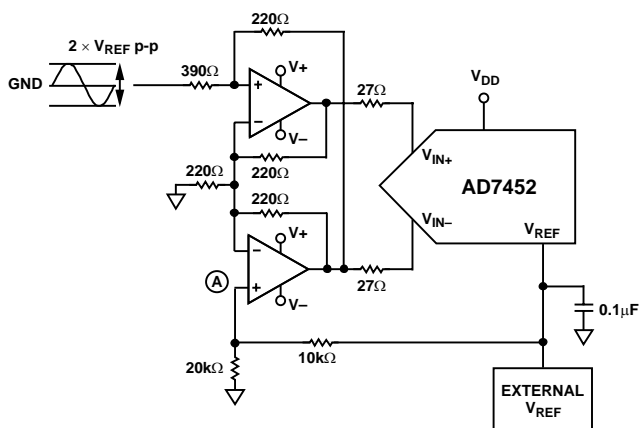 220Ω
2 × VREF p-p
390Ω
GND
V+
+
–
V–
27Ω
VDD
220Ω
220Ω
220Ω
VIN+
AD7452
VIN–
VREF
V+
–
+
V–
A
27Ω
0.1µF
10kΩ
20kΩ
EXTERNAL
VREF